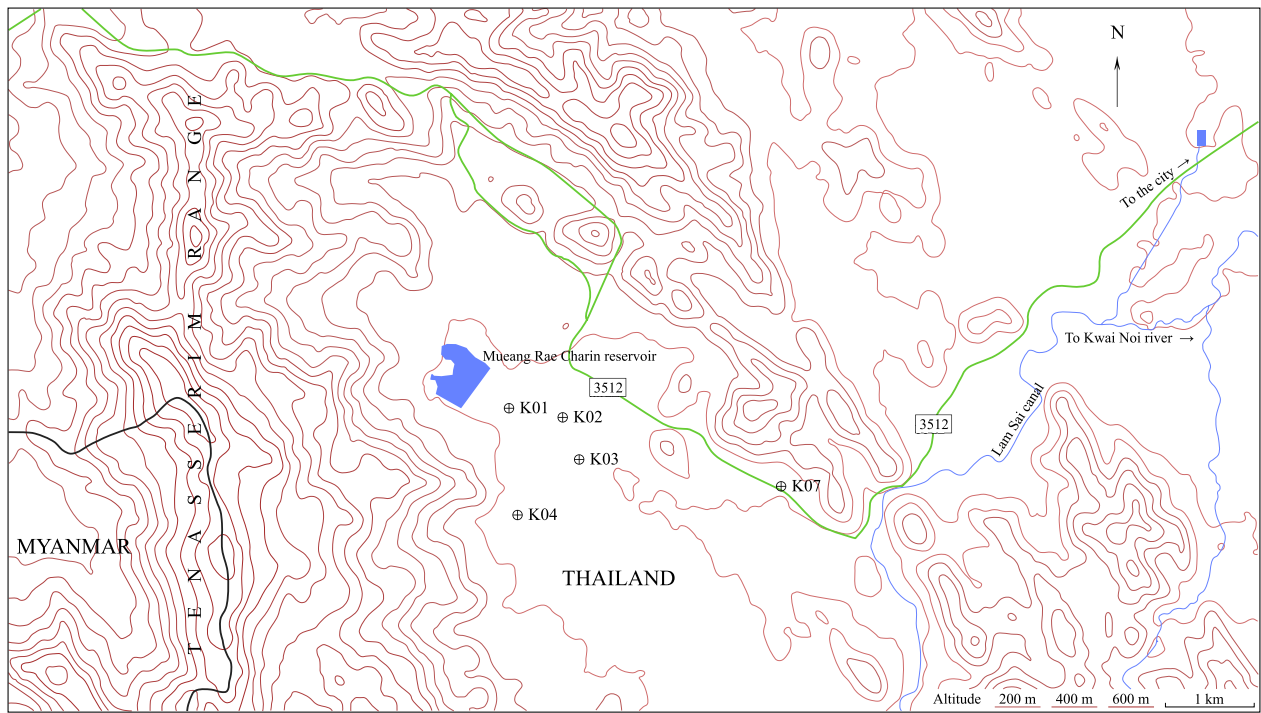 N
TENASSERIM RANGE
To the city →
To Kwai Noi river →
Mueang Rae Charin reservoir
3512
K01
K02
3512
Lam Sai canal
K03
K07
K04
MYANMAR
THAILAND
Altitude 200 m 400 m 600 m 1 km